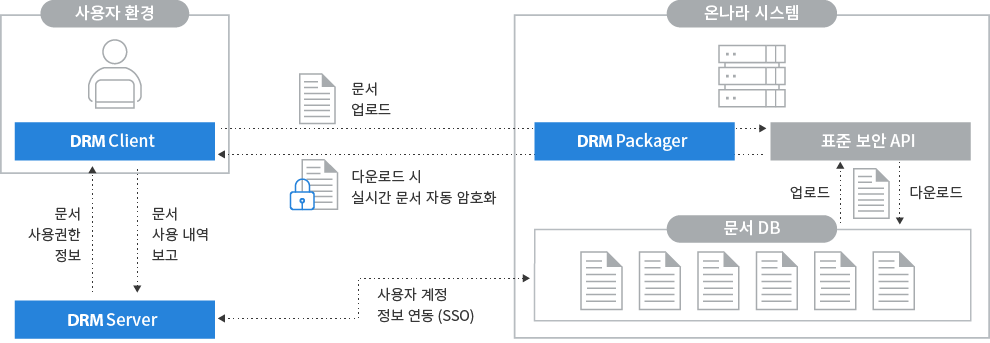 사용자 환경
온나라 시스템
문서
업로드
DRM Client
DRM Packager
표준 보안 API
다운로드 시
실시간 문서 자동 암호화
업로드
다운로드
문서
사용권한
정보
문서
사용 내역
보고
문서 DB
사용자 계정
정보 연동 (SSO)
DRM Server